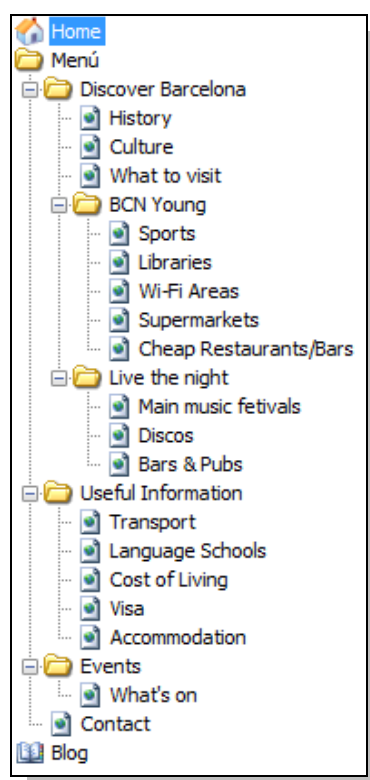 Home
Menú
Discover Barcelona
History
Culture
What to visit
BCN Young
Sports
Libraries
Wi-Fi Areas
Supermarkets
Cheap Restaurants/Bars
Live the night
Main music fetivals
Discos
Bars & Pubs
Useful Information
Transport
Language Schools
Cost of Living
Visa
Accommodation
Events
What's on
Contact
Blog